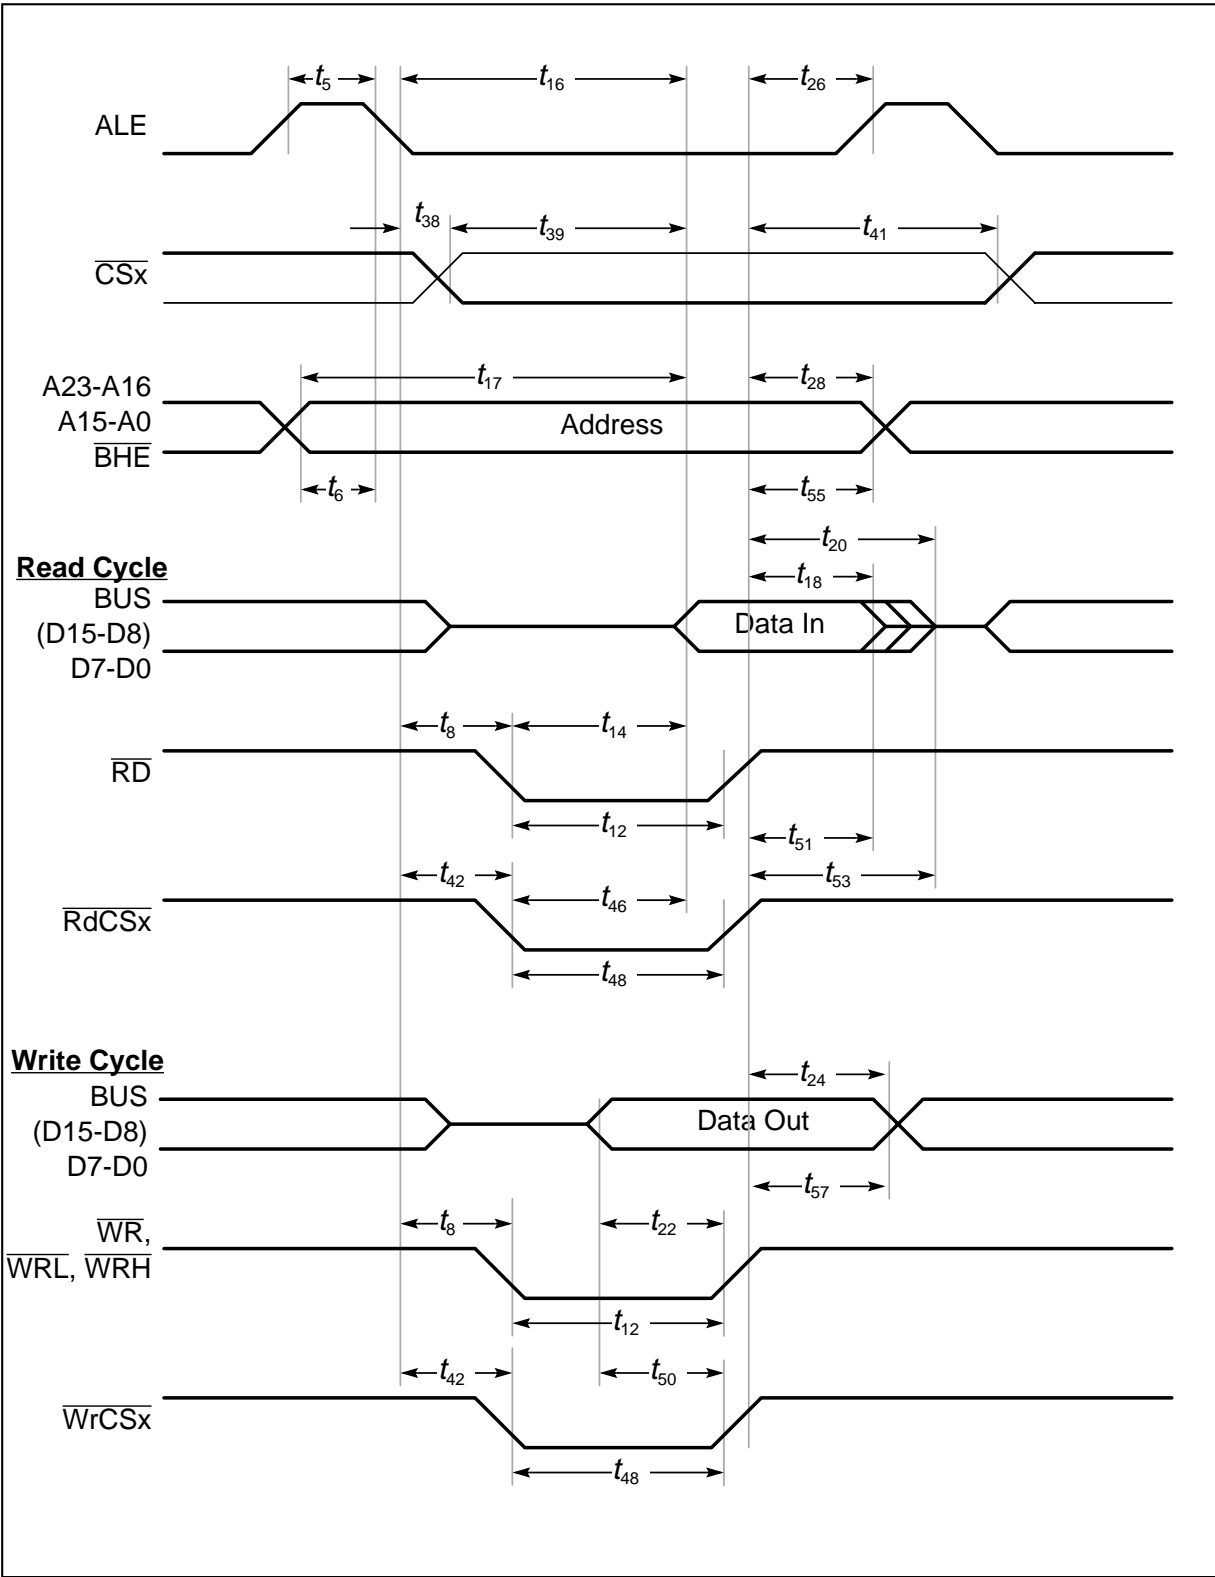 t5
t16
t26
ALE
t38
t39
t41
CSx
t17
t28
A23-A16
A15-A0
BHE
Address
t6
t55
t20
Read Cycle
t18
BUS
(D15-D8)
D7-D0
Data In
t8
t14
RD
t12
t51
t42
t53
t46
RdCSx
t48
Write Cycle
t24
BUS
(D15-D8)
D7-D0
Data Out
t57
t8
t22
WR,
WRL, WRH
t12
t42
t50
WrCSx
t48